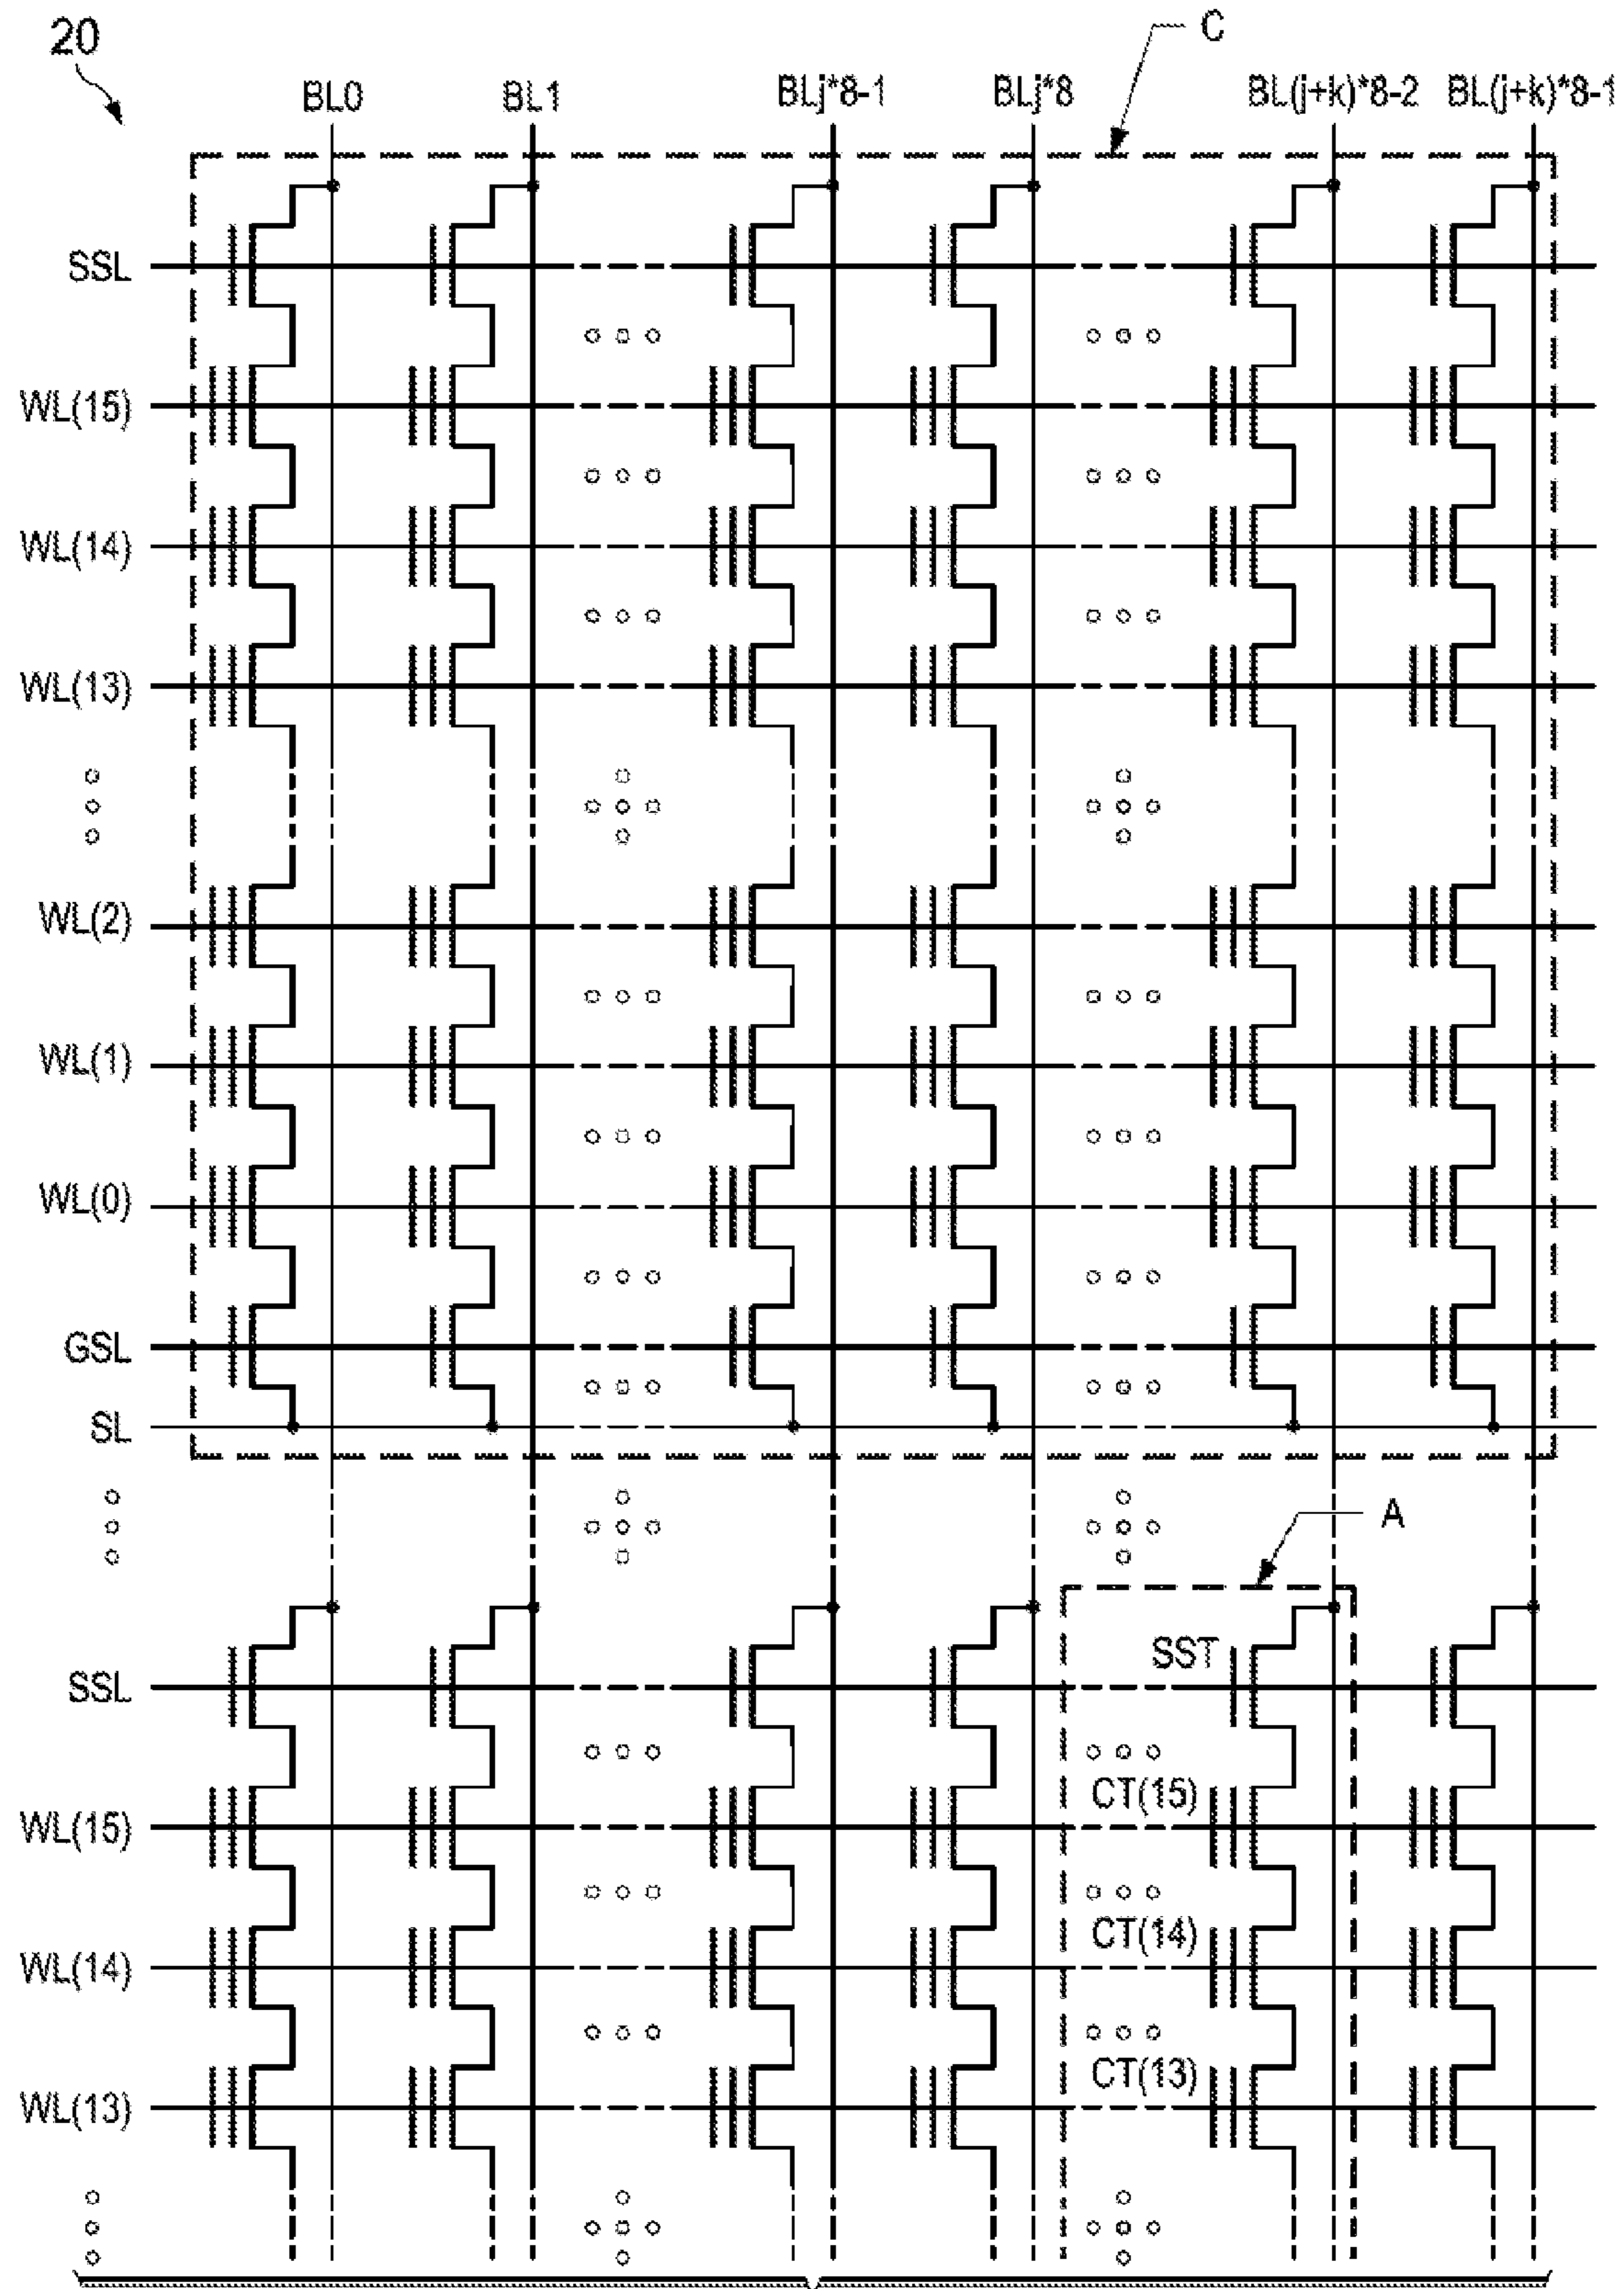 20
C
BL0 BL1 BLj*8-1 BLj*8 BL(j+k)*8-2 BL(j+k)*8-1
SSL
WL(15)
WL(14)
WL(13)
WL(2)
WL(1)
WL(0)
GSL
SL
A
SST
SSL
CT(15)
WL(15)
CT(14)
WL(14)
CT(13)
WL(13)